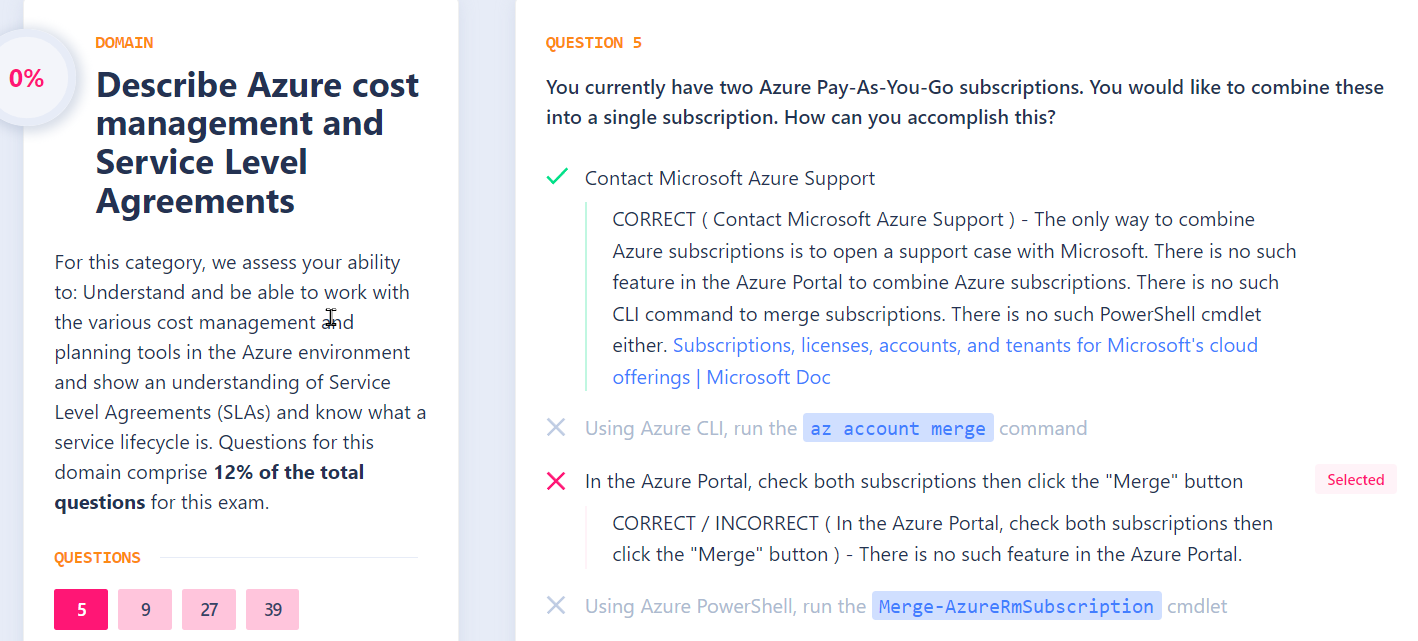 0%
DOMAIN
Describe Azure cost
management and
Service Level
Agreements
For this category, we assess your ability
to: Understand and be able to work with
the various cost management and
planning tools in the Azure environment
and show an understanding of Service
Level Agreements (SLAs) and know what a
service lifecycle is. Questions for this
domain comprise 12% of the total
questions for this exam.
QUESTIONS
5 9 27 39
QUESTION 5
You currently have two Azure Pay-As-You-Go subscriptions. You would like to combine these
into a single subscription. How can you accomplish this?
Contact Microsoft Azure Support
CORRECT ( Contact Microsoft Azure Support ) - The only way to combine
Azure subscriptions is to open a support case with Microsoft. There is no such
feature in the Azure Portal to combine Azure subscriptions. There is no such
CLI command to merge subscriptions. There is no such PowerShell cmdlet
either. Subscriptions, licenses, accounts, and tenants for Microsoft's cloud
offerings | Microsoft Doc
Using Azure CLI, run the az account merge command
In the Azure Portal, check both subscriptions then click the "Merge" button Selected
CORRECT / INCORRECT ( In the Azure Portal, check both subscriptions then
click the "Merge" button ) - There is no such feature in the Azure Portal.
Using Azure PowerShell, run the Merge-AzureRmSubscription cmdlet